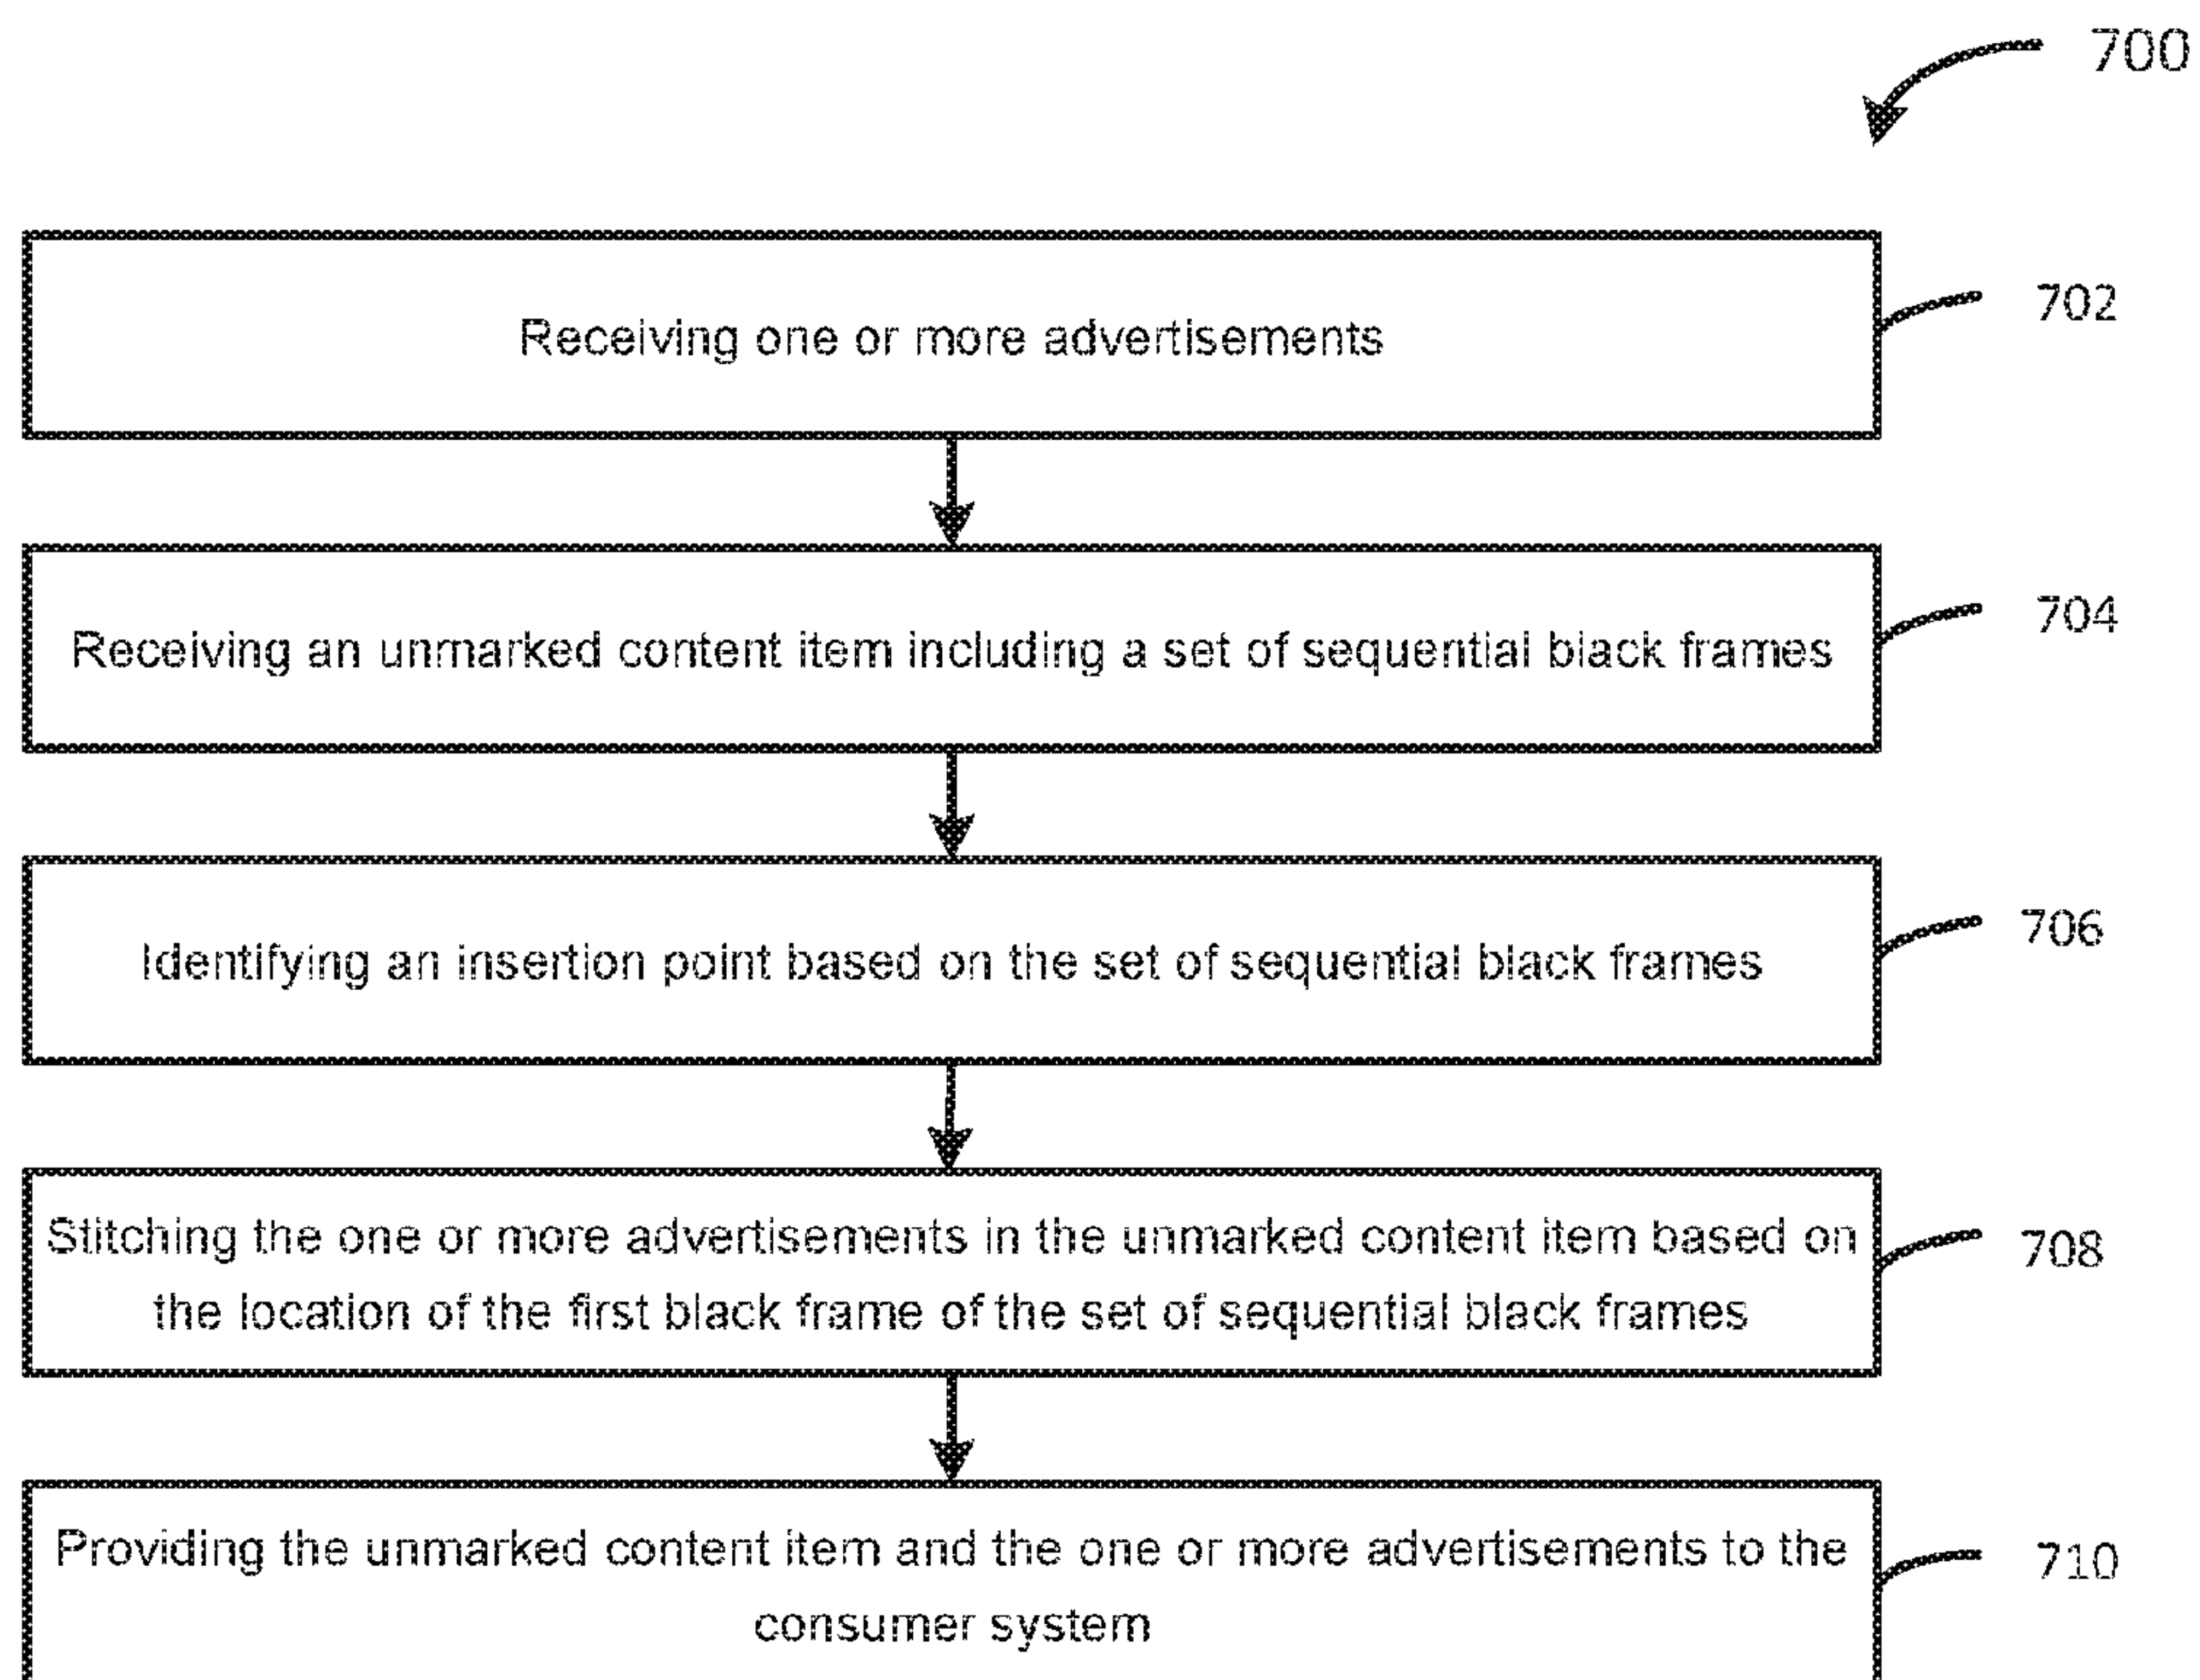 700
Receiving one or more advertisements
702
Receiving an unmarked content item including a set of sequential black frames
704
Identifying an insertion point based on the set of sequential black frames
706
Stitching the one or more advertisements in the unmarked content item based on
the location of the first black frame of the set of sequential black frames
708
Providing the unmarked content item and the one or more advertisements to the
consumer system
710